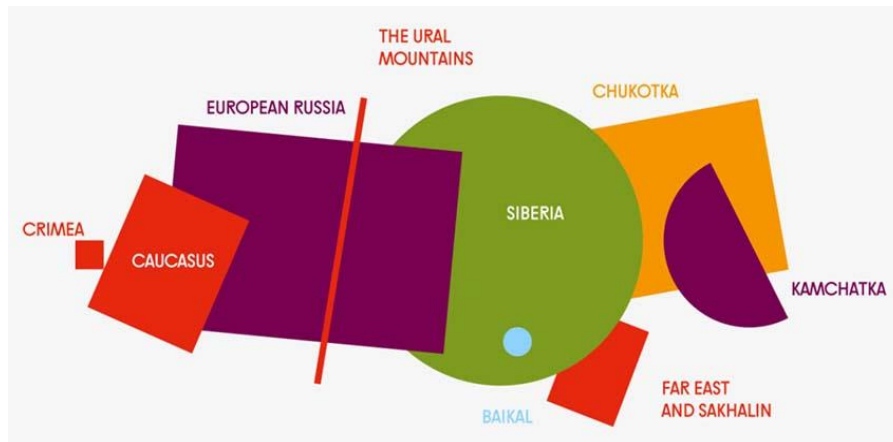 THE URAL
MOUNTAINS
EUROPEAN RUSSIA
CHUKOTKA
SIBERIA
CRIMEA
CAUCASUS
KAMCHATKA
BAIKAL
FAR EAST
AND SAKHALIN